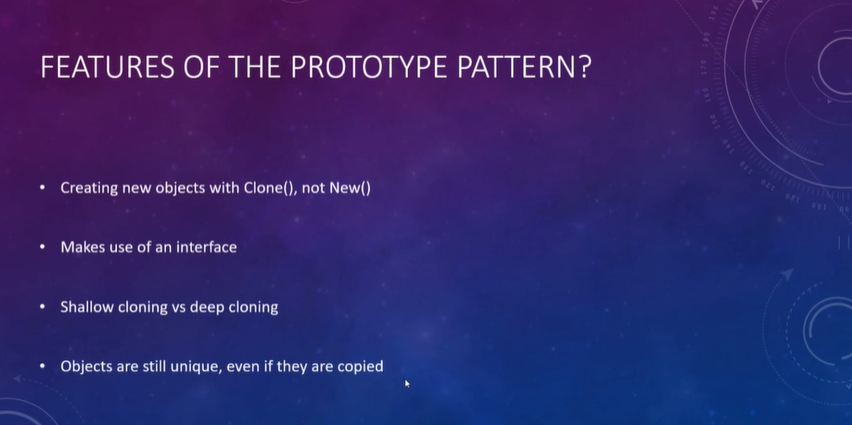 FEATURES OF THE PROTOTYPE PATTERN?
• Creating new objects with Clone(), not New()
• Makes use of an interface
• Shallow cloning vs deep cloning
• Objects are still unique, even if they are copied